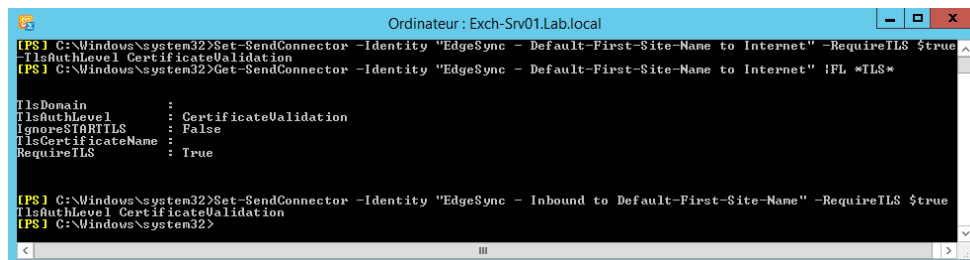 Ordinateur : Exch-Srv01.Lab.local
[PS] C:\Windows\system32>Set-SendConnector -Identity "EdgeSync - Default-First-Site-Name to Internet" -RequireTLS $true
-TlsAuthLevel CertificateValidation
[PS] C:\Windows\system32>Get-SendConnector -Identity "EdgeSync - Default-First-Site-Name to Internet" |FL *TLS*
TlsDomain :
TlsAuthLevel : CertificateValidation
IgnoreSTARTTLS : False
TlsCertificateName :
RequireTLS : True
[PS] C:\Windows\system32>Set-SendConnector -Identity "EdgeSync - Inbound to Default-First-Site-Name" -RequireTLS $true
TlsAuthLevel CertificateValidation
[PS] C:\Windows\system32>